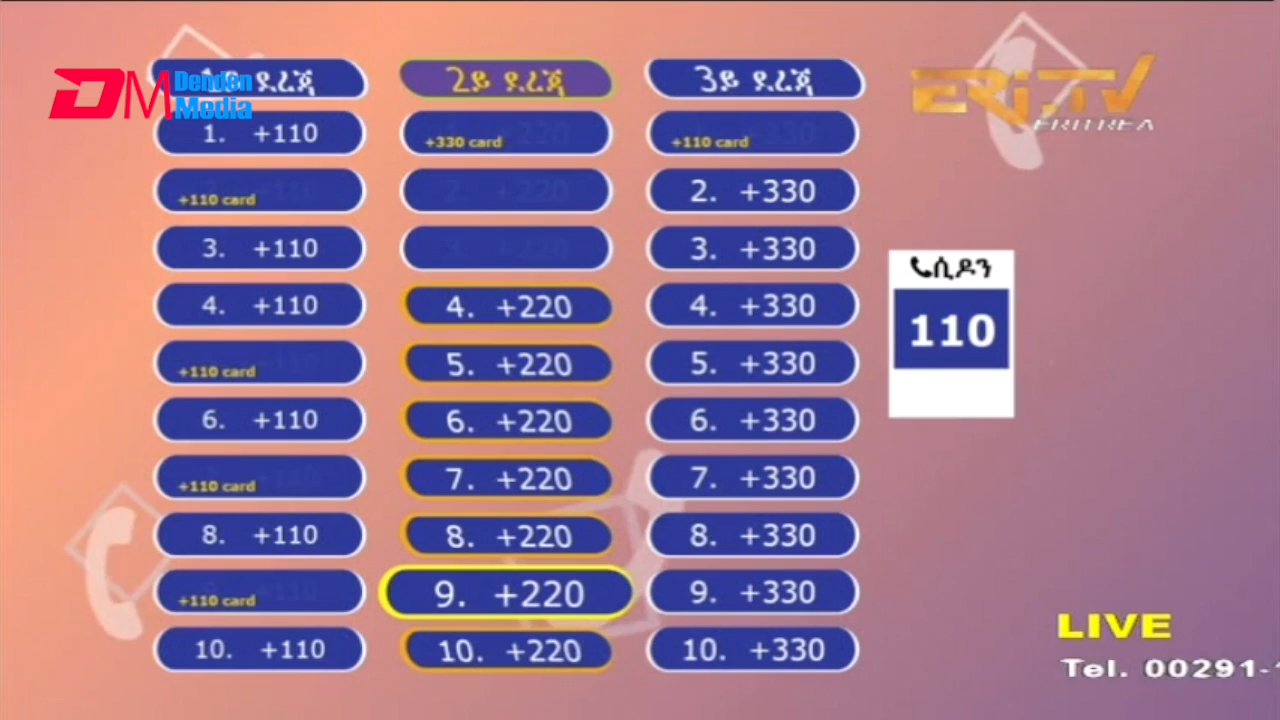 DM Denden Media
ደረጃ
2ይ ደረጃ
3ይ ደረጃ
ERi-TV
ERITREA
1. +110
+330 card
+110 card
+110 card
2. +330
3. +110
3. +330
ሲዶን
110
4. +110
4. +220
4. +330
+110 card
5. +220
5. +330
6. +110
6. +220
6. +330
+110 card
7. +220
7. +330
8. +110
8. +220
8. +330
+110 card
9. +220
9. +330
10. +110
10. +220
10. +330
LIVE
Tel. 00291-